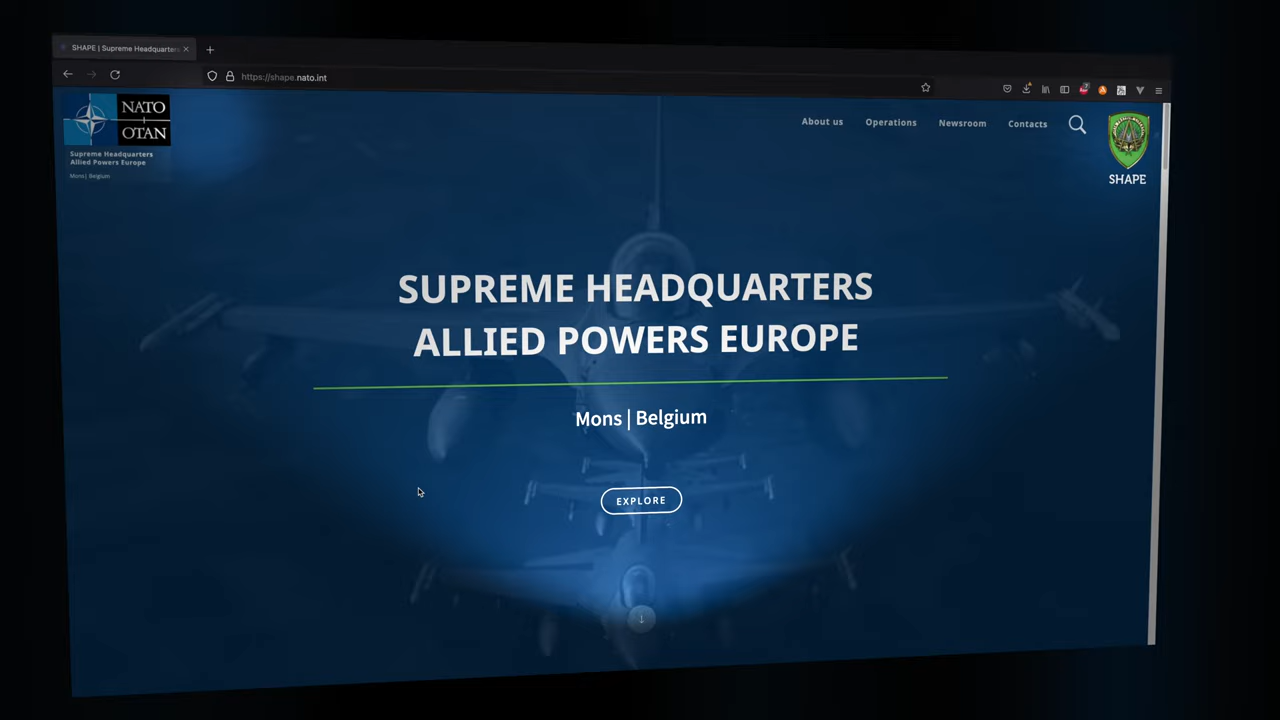 SHAPE | Supreme Headquarters
https://shape.nato.int
NATO
OTAN
Supreme Headquarters
Allied Powers Europe
Mons| Belgium
About us
Operations
Newsroom
Contacts
SHAPE
SUPREME HEADQUARTERS
ALLIED POWERS EUROPE
Mons | Belgium
EXPLORE